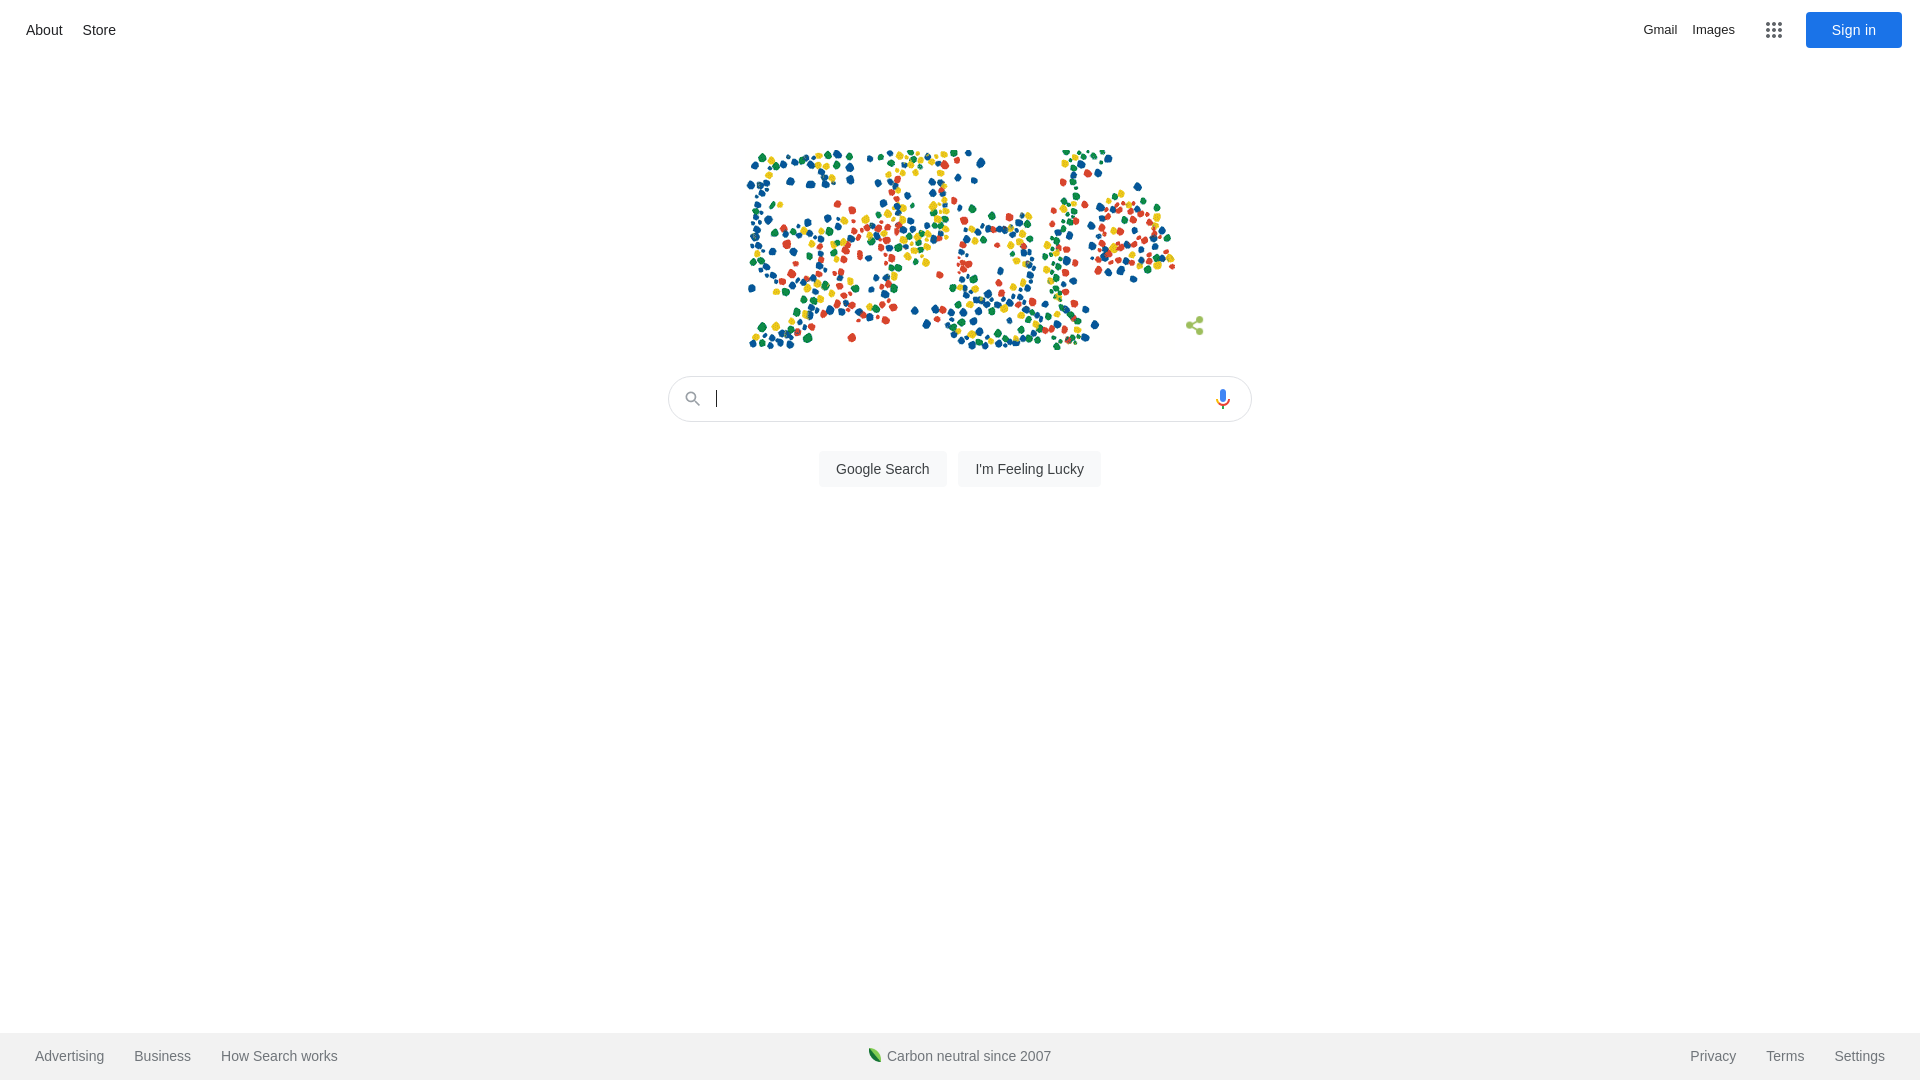 About Store Gmail Images Sign in
Google Search I'm Feeling Lucky
Advertising Business How Search works Carbon neutral since 2007 Privacy Terms Settings